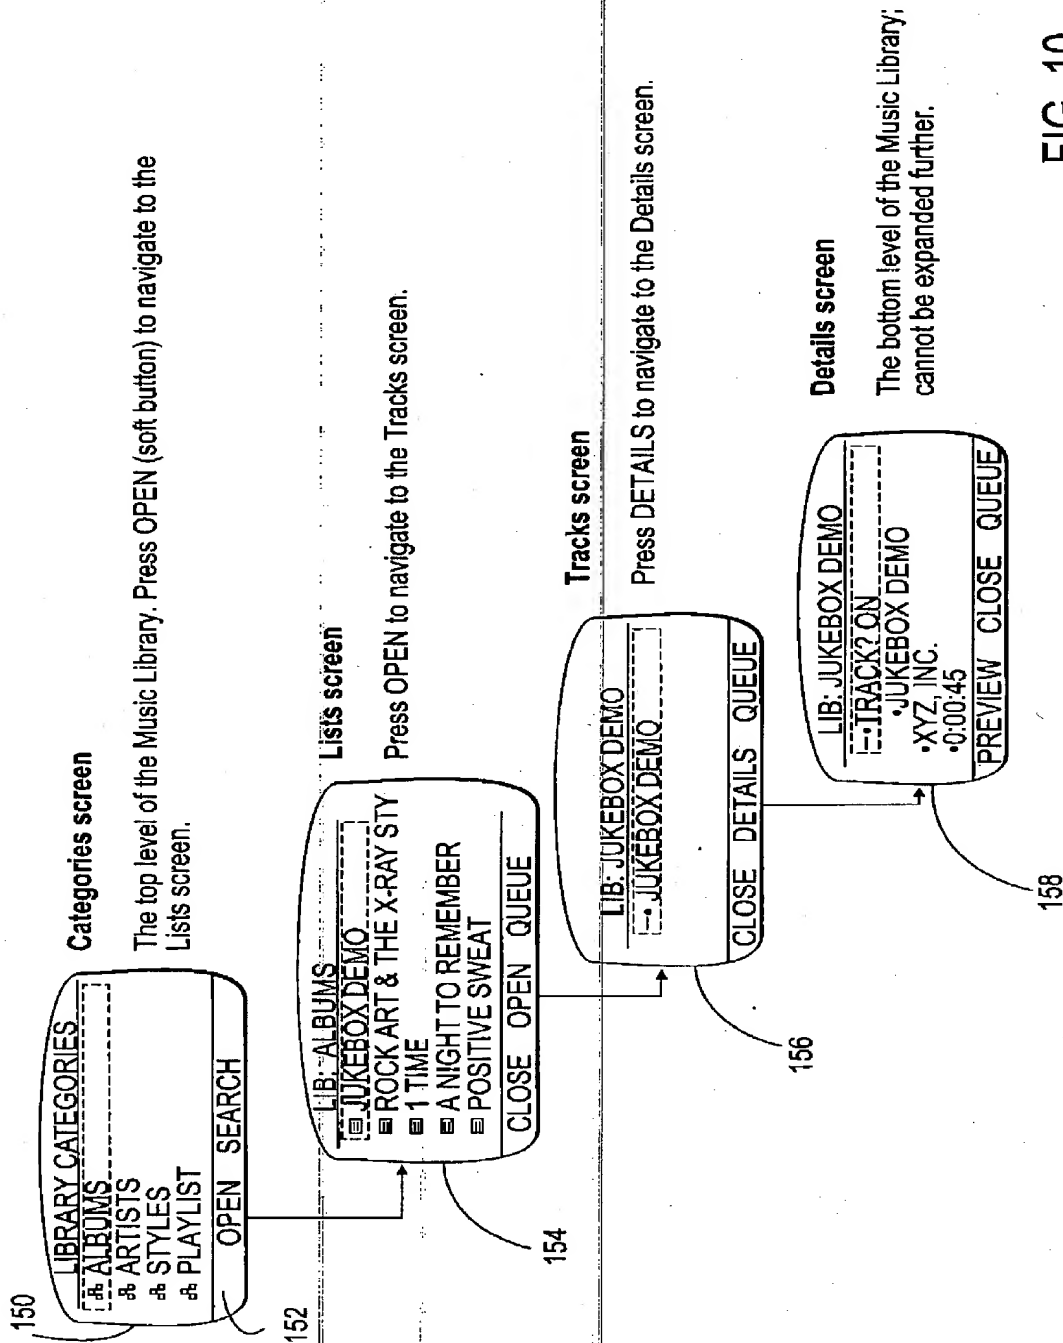 150
LIBRARY CATEGORIES
ALBUMS
ARTISTS
STYLES
PLAYLIST
OPEN SEARCH
152
Categories screen
The top level of the Music Library. Press OPEN (soft button) to navigate to the
Lists screen.
LIB: ALBUMS
JUKEBOX DEMO
ROCK ART & THE X-RAY STY
1 TIME
A NIGHT TO REMEMBER
POSITIVE SWEAT
CLOSE OPEN QUEUE
154
Lists screen
Press OPEN to navigate to the Tracks screen.
LIB: JUKEBOX DEMO
•JUKEBOX DEMO
CLOSE DETAILS QUEUE
156
Tracks screen
Press DETAILS to navigate to the Details screen.
LIB: JUKEBOX DEMO
•TRACK? ON
•JUKEBOX DEMO
•XYZ, INC.
•0:00:45
PREVIEW CLOSE QUEUE
158
Details screen
The bottom level of the Music Library;
cannot be expanded further.
FIG. 10